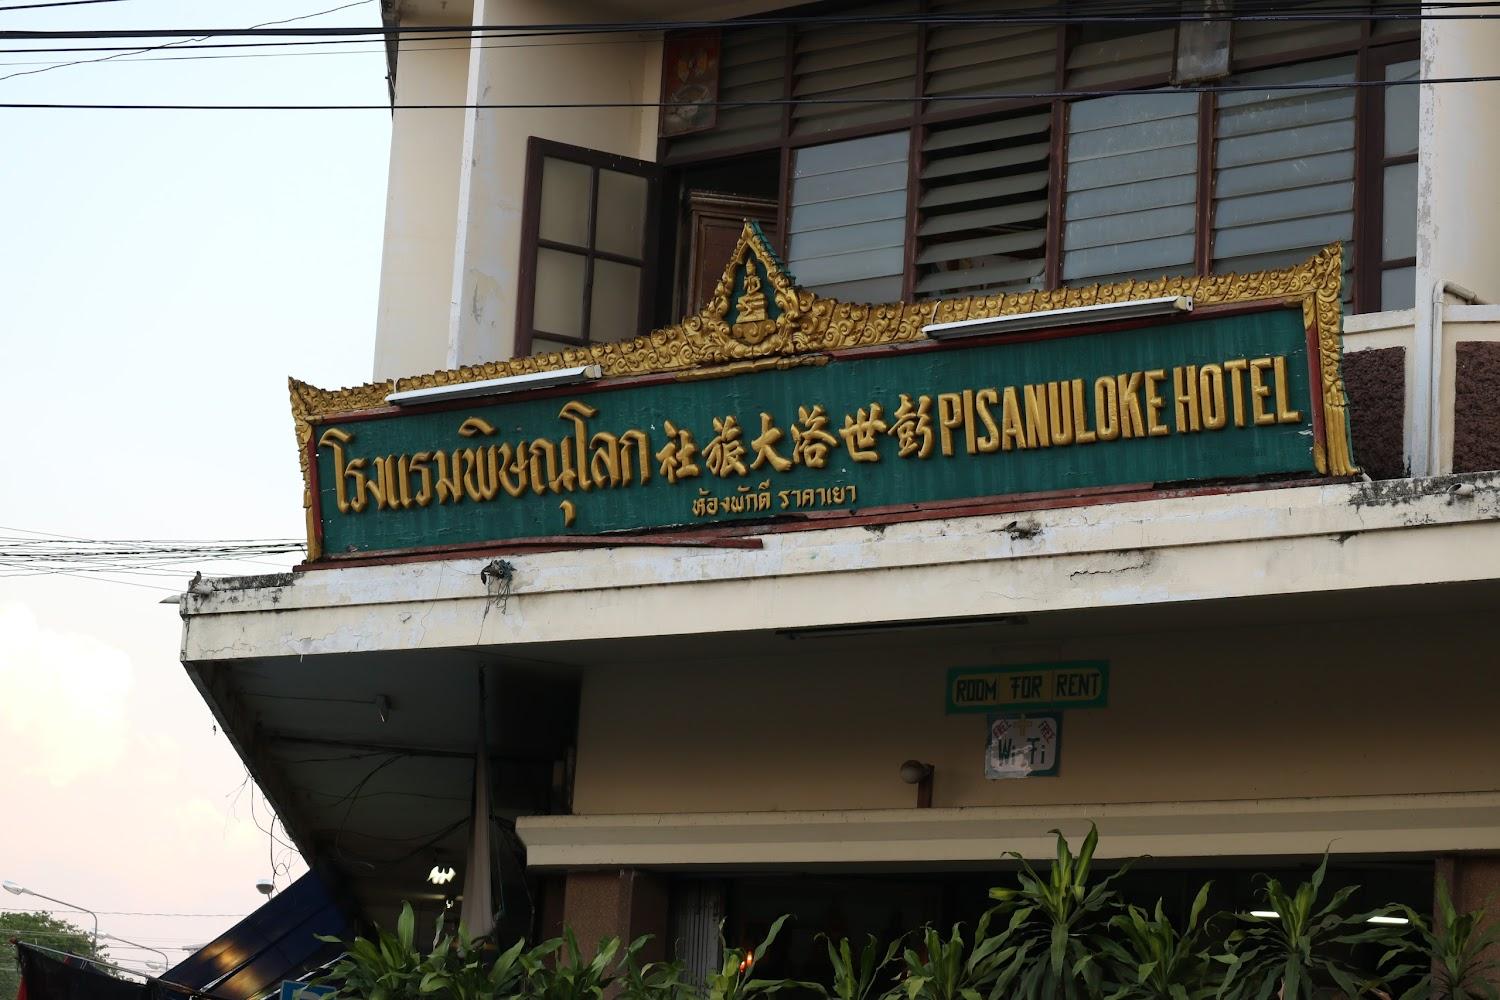 โรงแรมพิษณุโลก 社旅大洛世彭 PISANULOKE HOTEL
ห้องพักดี ราคาเยา
ROOM FOR RENT
FREE FREE
Wi-Fi